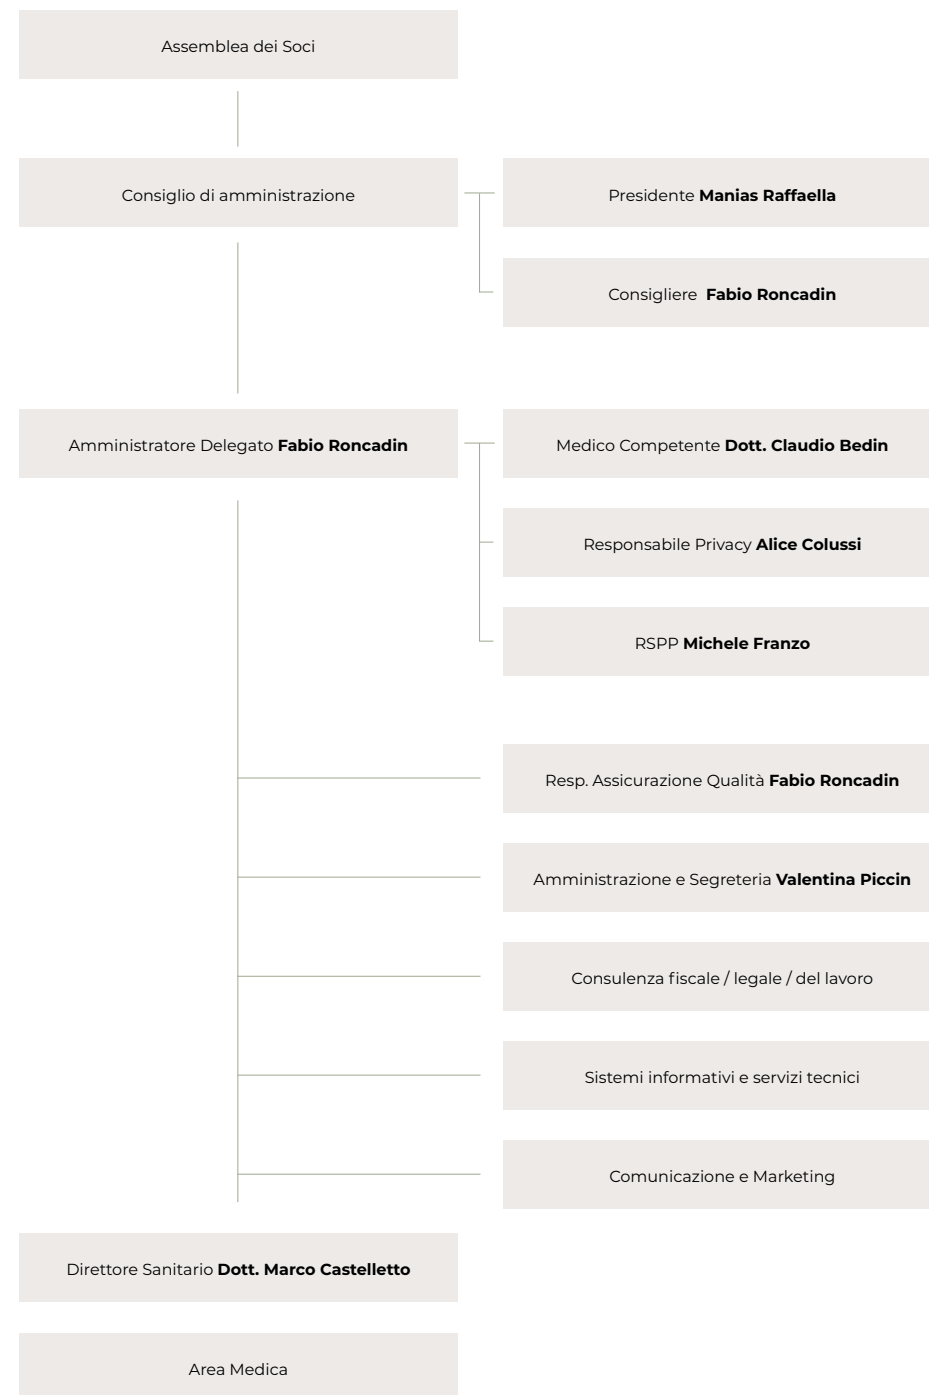 Assemblea dei Soci
Consiglio di amministrazione
Presidente Manias Raffaella
Consigliere Fabio Roncadin
Amministratore Delegato Fabio Roncadin
Medico Competente Dott. Claudio Bedin
Responsabile Privacy Alice Colussi
RSPP Michele Franzo
Resp. Assicurazione Qualità Fabio Roncadin
Amministrazione e Segreteria Valentina Piccin
Consulenza fiscale / legale / del lavoro
Sistemi informativi e servizi tecnici
Comunicazione e Marketing
Direttore Sanitario Dott. Marco Castelletto
Area Medica